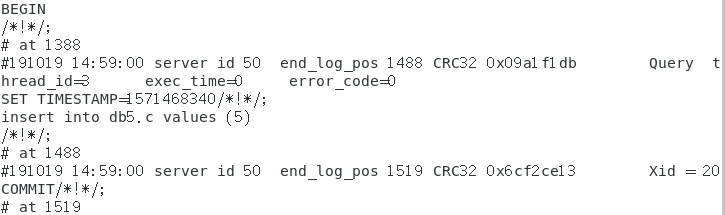 BEGIN
/*!*/;
# at 1388
#191019 14:59:00 server id 50  end_log_pos 1488 CRC32 0x09a1f1db        Query   t
hread_id=3      exec_time=0     error_code=0
SET TIMESTAMP=1571468340/*!*/;
insert into db5.c values (5)
/*!*/;
# at 1488
#191019 14:59:00 server id 50  end_log_pos 1519 CRC32 0x6cf2ce13        Xid = 20
COMMIT/*!*/;
# at 1519